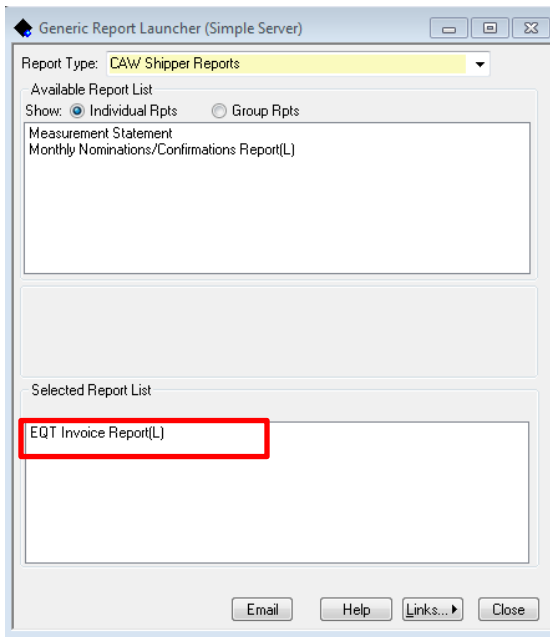 Generic Report Launcher (Simple Server)
Report Type: CAW Shipper Reports
Available Report List
Show: Individual Rpts Group Rpts
Measurement Statement
Monthly Nominations/Confirmations Report(L)
Selected Report List
EQT Invoice Report(L)
Email Help Links... Close